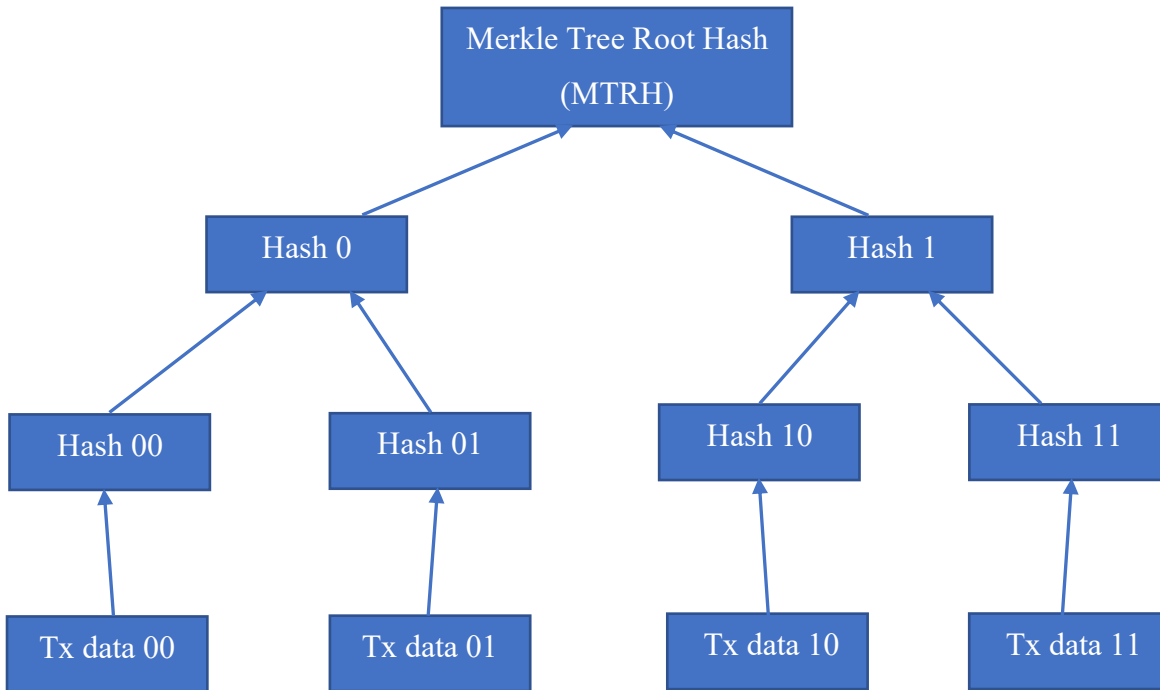 Merkle Tree Root Hash
(MTRH)
Hash 0
Hash 1
Hash 00
Hash 01
Hash 10
Hash 11
Tx data 00
Tx data 01
Tx data 10
Tx data 11